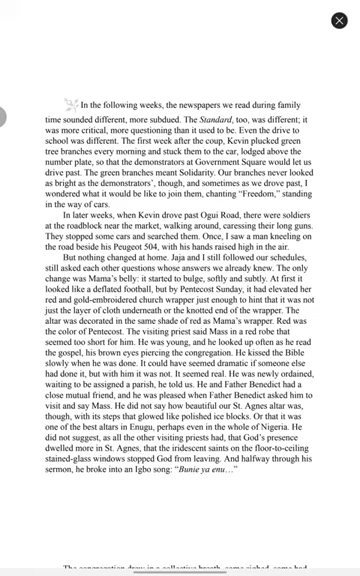 In the following weeks, the newspapers we read during family
time sounded different, more subdued. The Standard, too, was different; it
was more critical, more questioning than it used to be. Even the drive to
school was different. The first week after the coup, Kevin plucked green
tree branches every morning and stuck them to the car, lodged above the
number plate, so that the demonstrators at Government Square would let us
drive past. The green branches meant Solidarity. Our branches never looked
as bright as the demonstrators', though, and sometimes as we drove past, I
wondered what it would be like to join them, chanting “Freedom,” standing
in the way of cars.
In later weeks, when Kevin drove past Ogui Road, there were soldiers
at the roadblock near the market, walking around, caressing their long guns.
They stopped some cars and searched them. Once, I saw a man kneeling on
the road beside his Peugeot 504, with his hands raised high in the air.
But nothing changed at home. Jaja and I still followed our schedules,
still asked each other questions whose answers we already knew. The only
change was Mama's belly: it started to bulge, softly and subtly. At first it
looked like a deflated football, but by Pentecost Sunday, it had elevated her
red and gold-embroidered church wrapper just enough to hint that it was not
just the layer of cloth underneath or the knotted end of the wrapper. The
altar was decorated in the same shade of red as Mama's wrapper. Red was
the color of Pentecost. The visiting priest said Mass in a red robe that
seemed too short for him. He was young, and he looked up often as he read
the gospel, his brown eyes piercing the congregation. He kissed the Bible
slowly when he was done. It could have seemed dramatic if someone else
had done it, but with him it was not. It seemed real. He was newly ordained,
waiting to be assigned a parish, he told us. He and Father Benedict had a
close mutual friend, and he was pleased when Father Benedict asked him to
visit and say Mass. He did not say how beautiful our St. Agnes altar was,
though, with its steps that glowed like polished ice blocks. Or that it was
one of the best altars in Enugu, perhaps even in the whole of Nigeria. He
did not suggest, as all the other visiting priests had, that God's presence
dwelled more in St. Agnes, that the iridescent saints on the floor-to-ceiling
stained-glass windows stopped God from leaving. And halfway through his
sermon, he broke into an Igbo song: “Bunie ya enu…”
The congregation drew in a collective breath, some sighed, some had